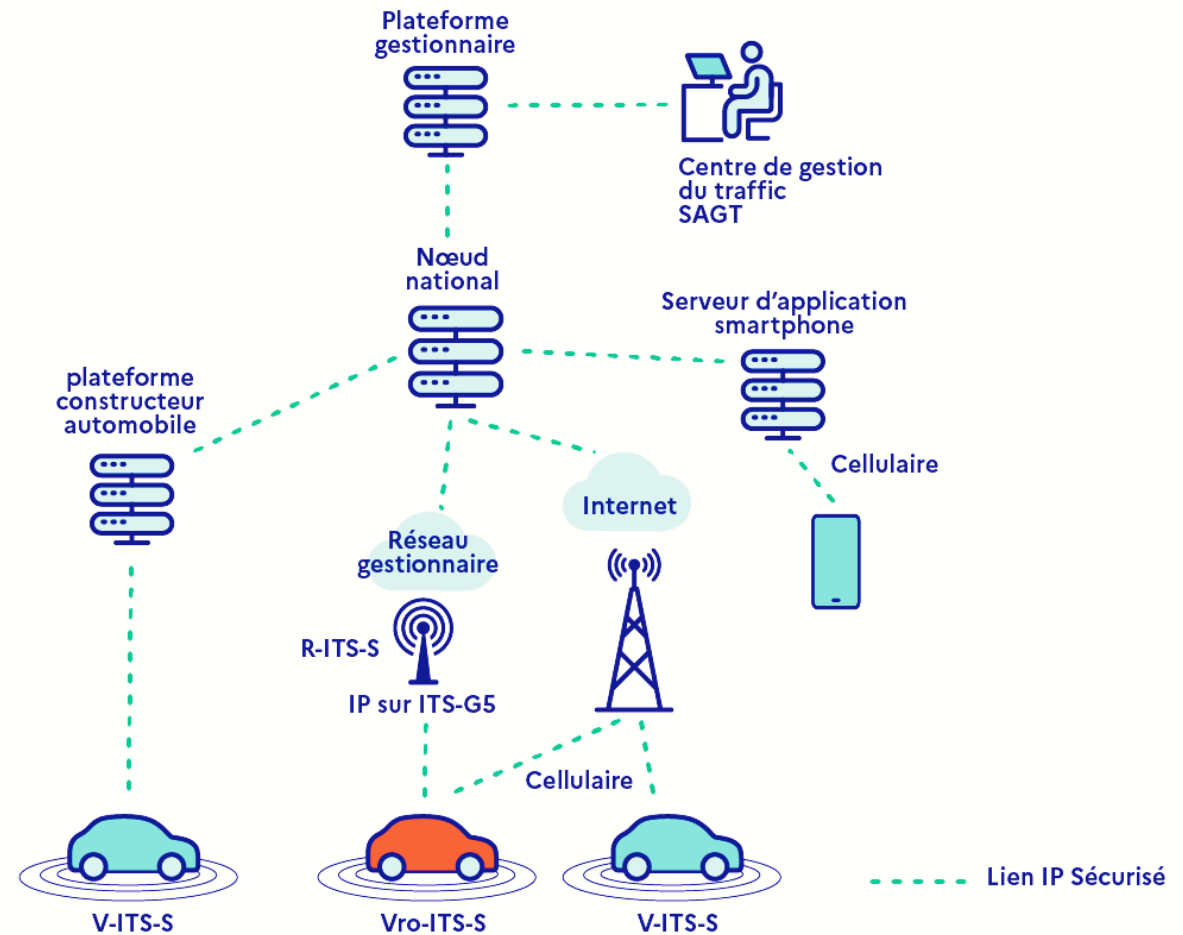 Plateforme
gestionnaire
Centre de gestion
du traffic
SAGT
Nœud
national
Serveur d'application
smartphone
plateforme
constructeur
automobile
Cellulaire
Internet
Réseau
gestionnaire
R-ITS-S
IP sur ITS-G5
Cellulaire
Lien IP Sécurisé
V-ITS-S
Vro-ITS-S
V-ITS-S